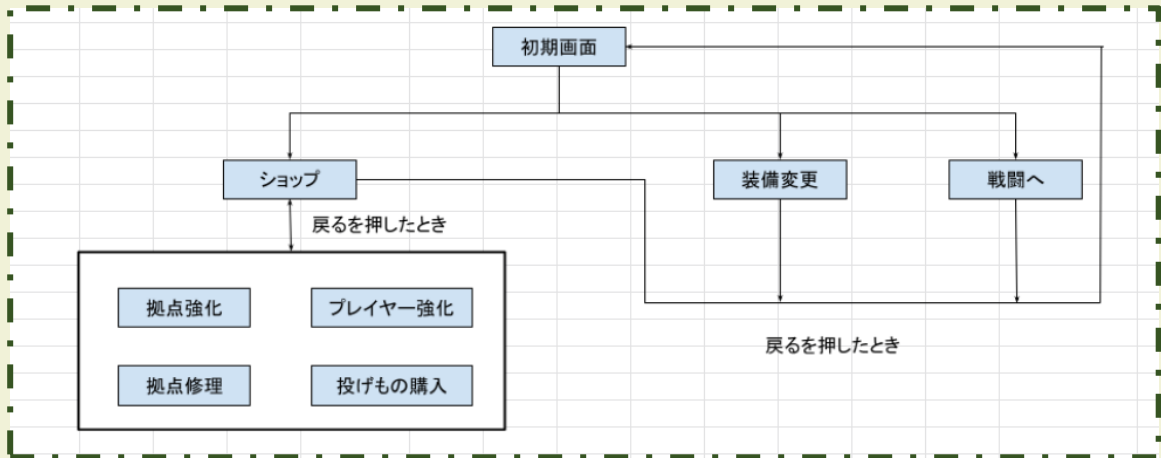 初期画面
ショップ
装備変更
戦闘へ
戻るを押したとき
拠点強化
プレイヤー強化
戻るを押したとき
拠点修理
投げもの購入